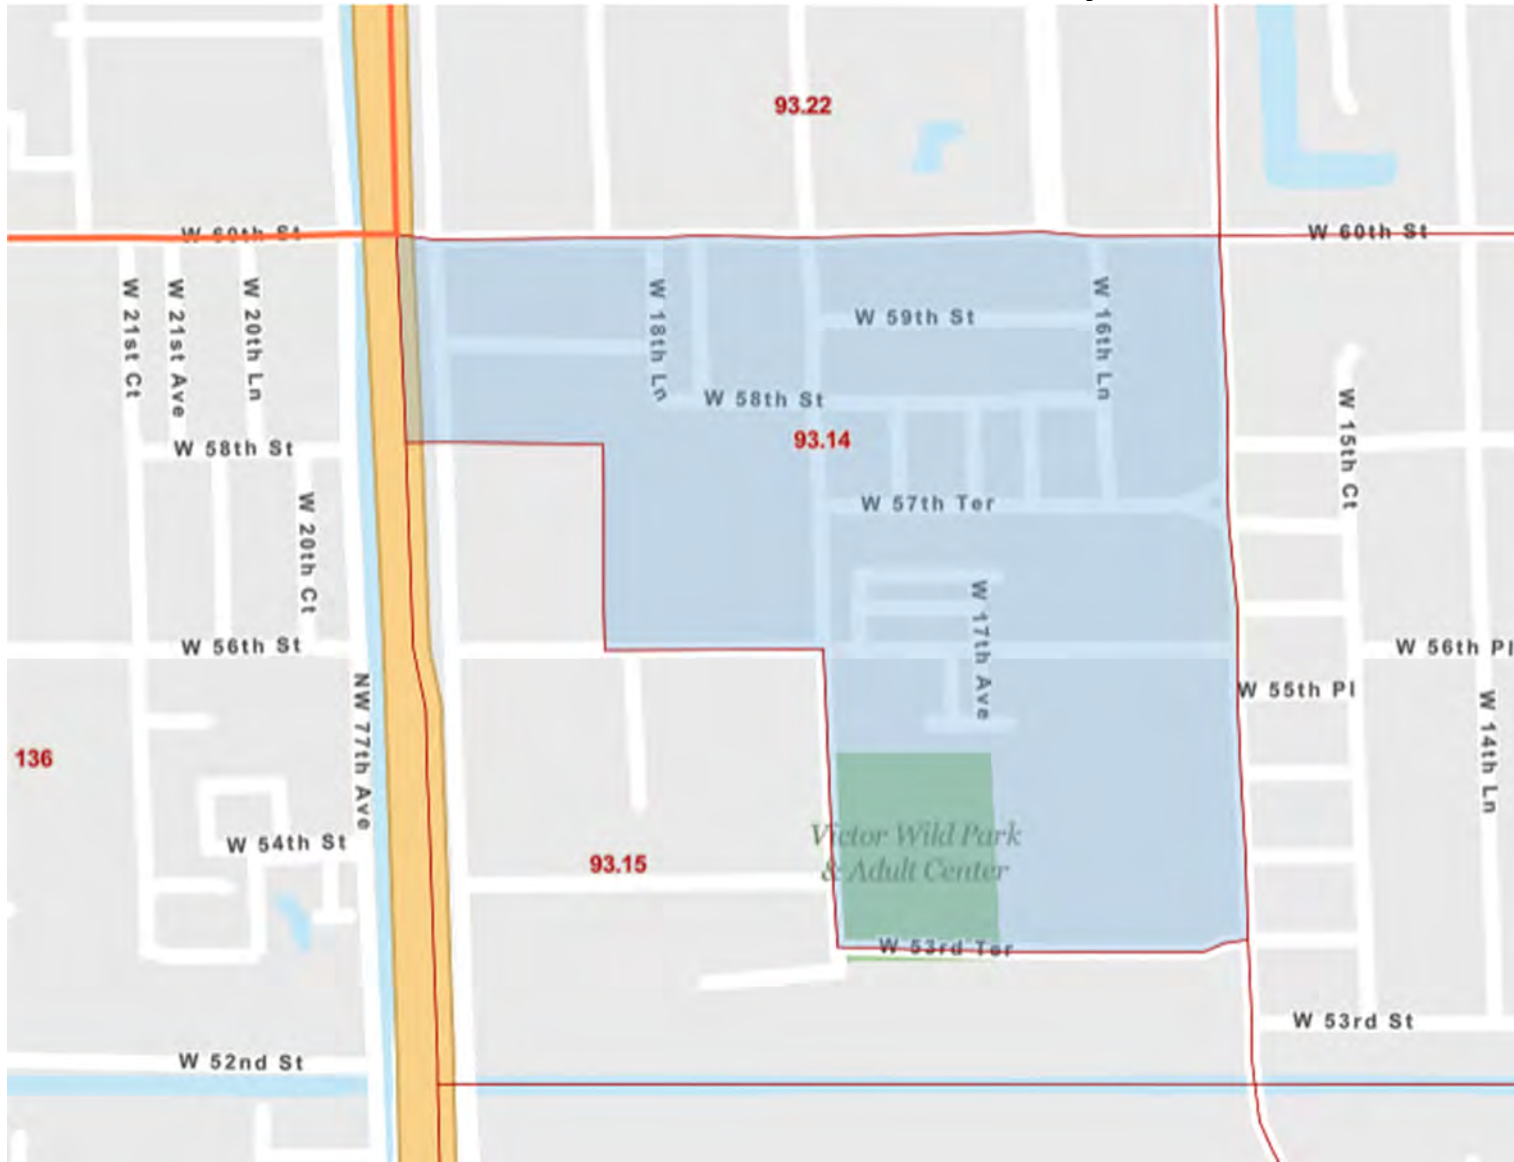 93.22
W 60th St
W 60th St
W 21st Ct
W 21st Ave
W 20th Ln
W 18th Ln
W 59th St
W 16th Ln
W 58th St
W 15th Ct
93.14
W 58th St
W 20th Ct
W 57th Ter
W 17th Ave
W 56th St
W 56th Pl
NW 77th Ave
W 55th Pl
W 14th Ln
136
Victor Wild Park
& Adult Center
W 54th St
93.15
W 53rd Ter
W 53rd St
W 52nd St